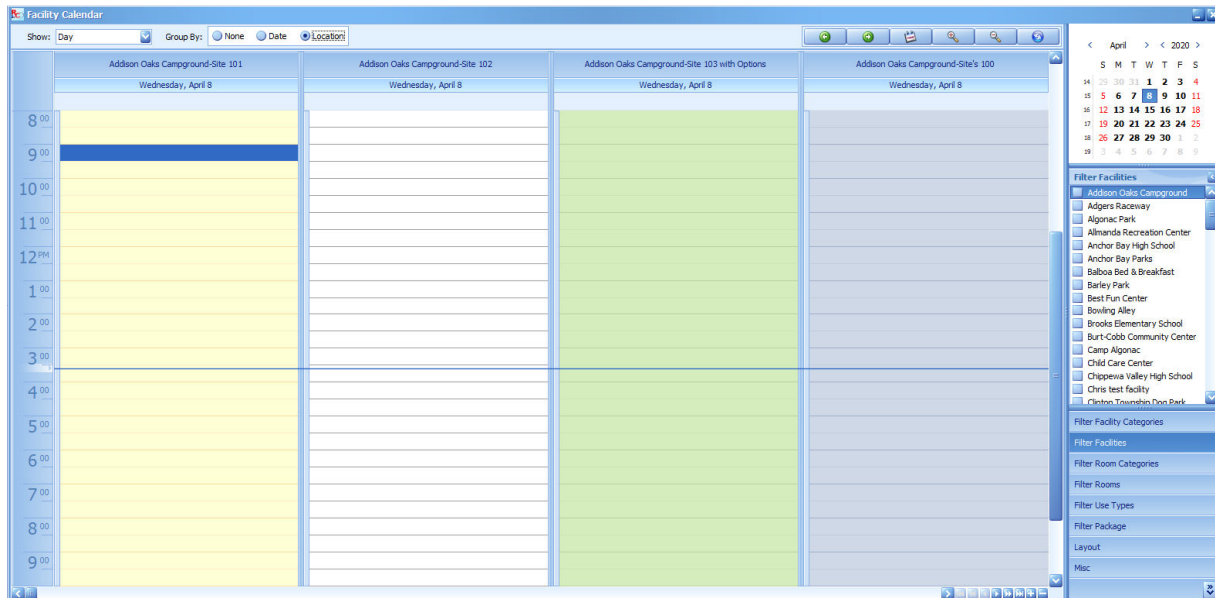 Facility Calendar
Show: Day Group By: None Date Location
Addison Oaks Campground-Site 101 Addison Oaks Campground-Site 102 Addison Oaks Campground-Site 103 with Options Addison Oaks Campground-Site's 100
Wednesday, April 8 Wednesday, April 8 Wednesday, April 8 Wednesday, April 8
8 00
9 00
10 00
11 00
12 PM
1 00
2 00
3 00
4 00
5 00
6 00
7 00
8 00
9 00
< April > < 2020 >
S M T W T F S
14 29 30 31 1 2 3 4
15 5 6 7 8 9 10 11
16 12 13 14 15 16 17 18
17 19 20 21 22 23 24 25
18 26 27 28 29 30 1 2
19 3 4 5 6 7 8 9
Filter Facilities
Addison Oaks Campground
Adgers Raceway
Algonac Park
Allmanda Recreation Center
Anchor Bay High School
Anchor Bay Parks
Balboa Bed & Breakfast
Barley Park
Best Fun Center
Bowling Alley
Brooks Elementary School
Burt-Cobb Community Center
Camp Algonac
Child Care Center
Chippewa Valley High School
Chris test facility
Clinton Township Dog Park
Filter Facility Categories
Filter Facilities
Filter Room Categories
Filter Rooms
Filter Use Types
Filter Package
Layout
Misc